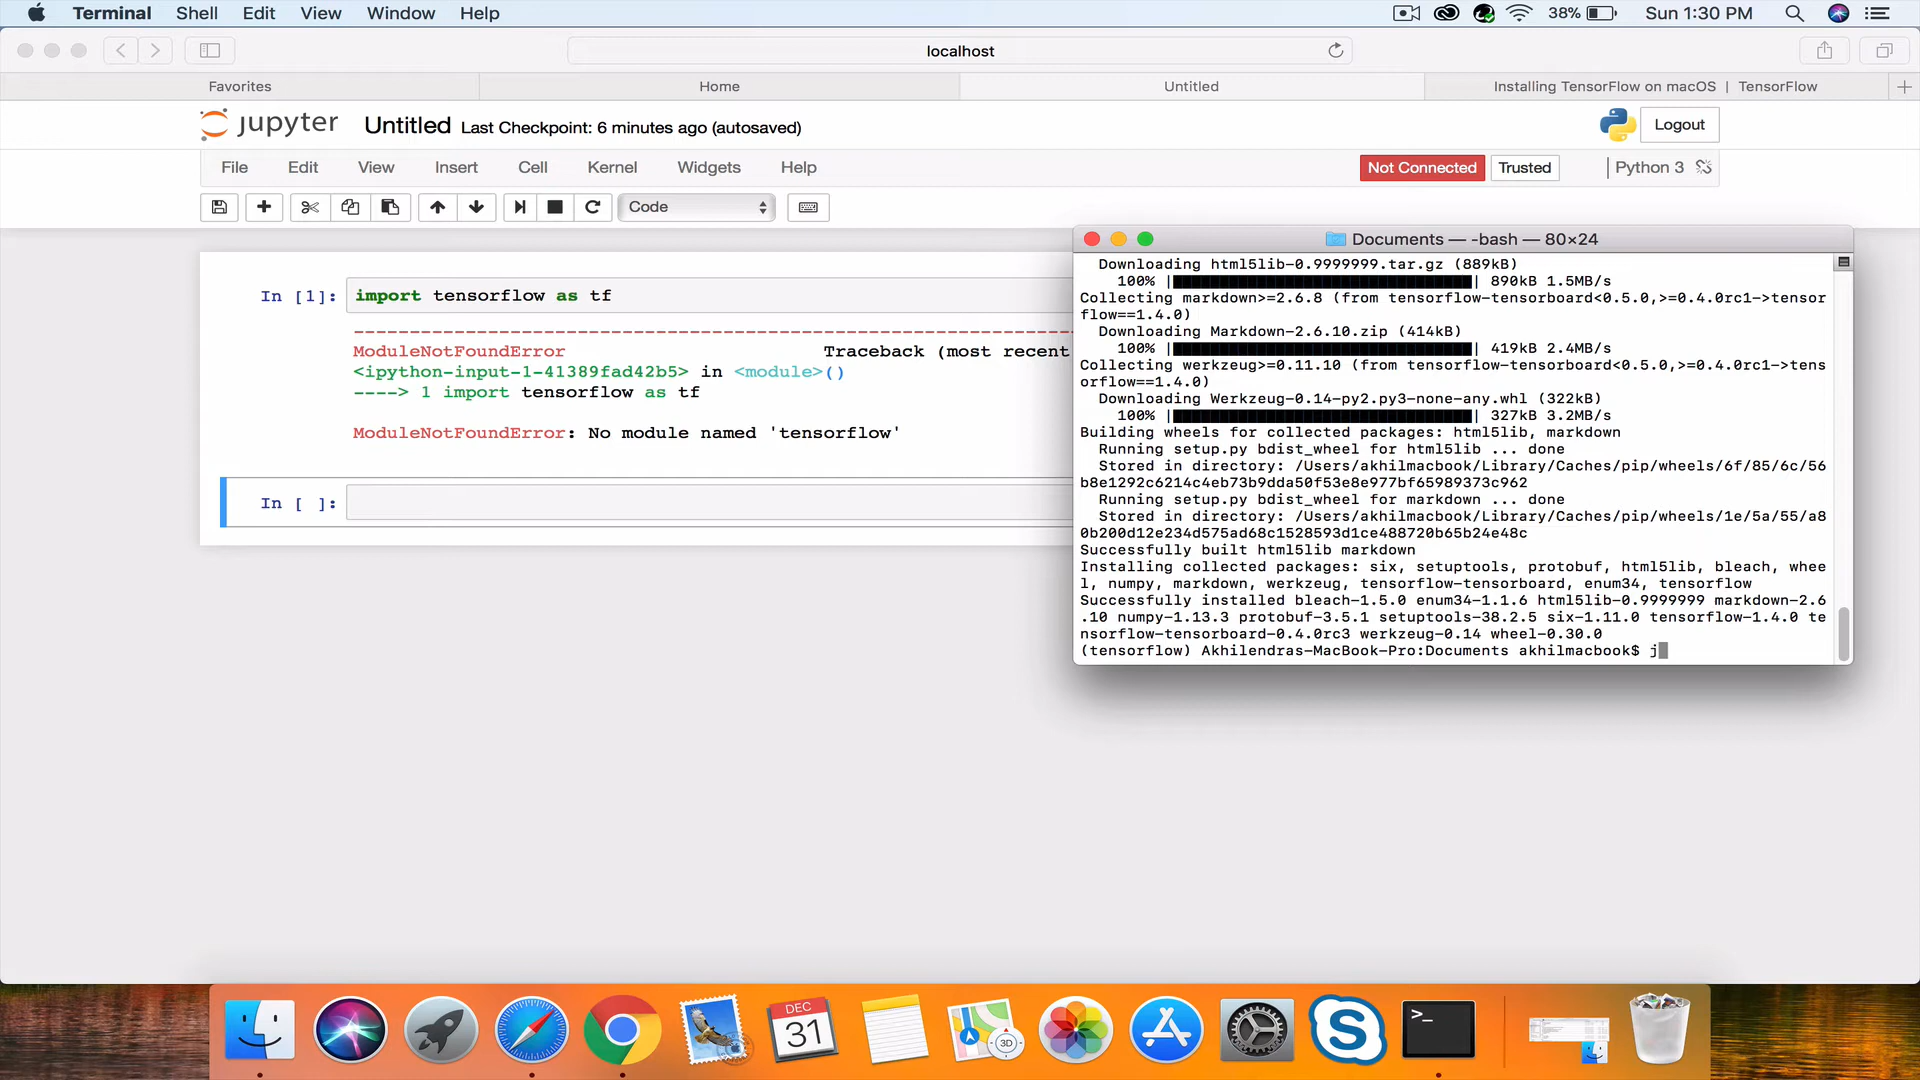 Terminal Shell Edit View Window Help 38% Sun 1:30 PM
localhost
Favorites Home Untitled Installing TensorFlow on macOS | TensorFlow
jupyter Untitled Last Checkpoint: 6 minutes ago (autosaved) Logout
File Edit View Insert Cell Kernel Widgets Help Not Connected Trusted Python 3
Code
In [1]: import tensorflow as tf
ModuleNotFoundError Traceback (most recent
<ipython-input-1-41389fad42b5> in <module>()
----> 1 import tensorflow as tf
ModuleNotFoundError: No module named 'tensorflow'
In [ ]:
Documents — -bash — 80×24
Downloading html5lib-0.9999999.tar.gz (889kB)
100% |████████████████████████████████| 890kB 1.5MB/s
Collecting markdown>=2.6.8 (from tensorflow-tensorboard<0.5.0,>=0.4.0rc1->tensor
flow==1.4.0)
Downloading Markdown-2.6.10.zip (414kB)
100% |████████████████████████████████| 419kB 2.4MB/s
Collecting werkzeug>=0.11.10 (from tensorflow-tensorboard<0.5.0,>=0.4.0rc1->tens
orflow==1.4.0)
Downloading Werkzeug-0.14-py2.py3-none-any.whl (322kB)
100% |████████████████████████████████| 327kB 3.2MB/s
Building wheels for collected packages: html5lib, markdown
Running setup.py bdist_wheel for html5lib ... done
Stored in directory: /Users/akhilmacbook/Library/Caches/pip/wheels/6f/85/6c/56
b8e1292c6214c4eb73b9dda50f53e8e977bf65989373c962
Running setup.py bdist_wheel for markdown ... done
Stored in directory: /Users/akhilmacbook/Library/Caches/pip/wheels/1e/5a/55/a8
0b200d12e234d575ad68c1528593d1ce488720b65b24e48c
Successfully built html5lib markdown
Installing collected packages: six, setuptools, protobuf, html5lib, bleach, whee
l, numpy, markdown, werkzeug, tensorflow-tensorboard, enum34, tensorflow
Successfully installed bleach-1.5.0 enum34-1.1.6 html5lib-0.9999999 markdown-2.6
.10 numpy-1.13.3 protobuf-3.5.1 setuptools-38.2.5 six-1.11.0 tensorflow-1.4.0 te
nsorflow-tensorboard-0.4.0rc3 werkzeug-0.14 wheel-0.30.0
(tensorflow) Akhilendras-MacBook-Pro:Documents akhilmacbook$ j
DEC
31
3D
S
>_